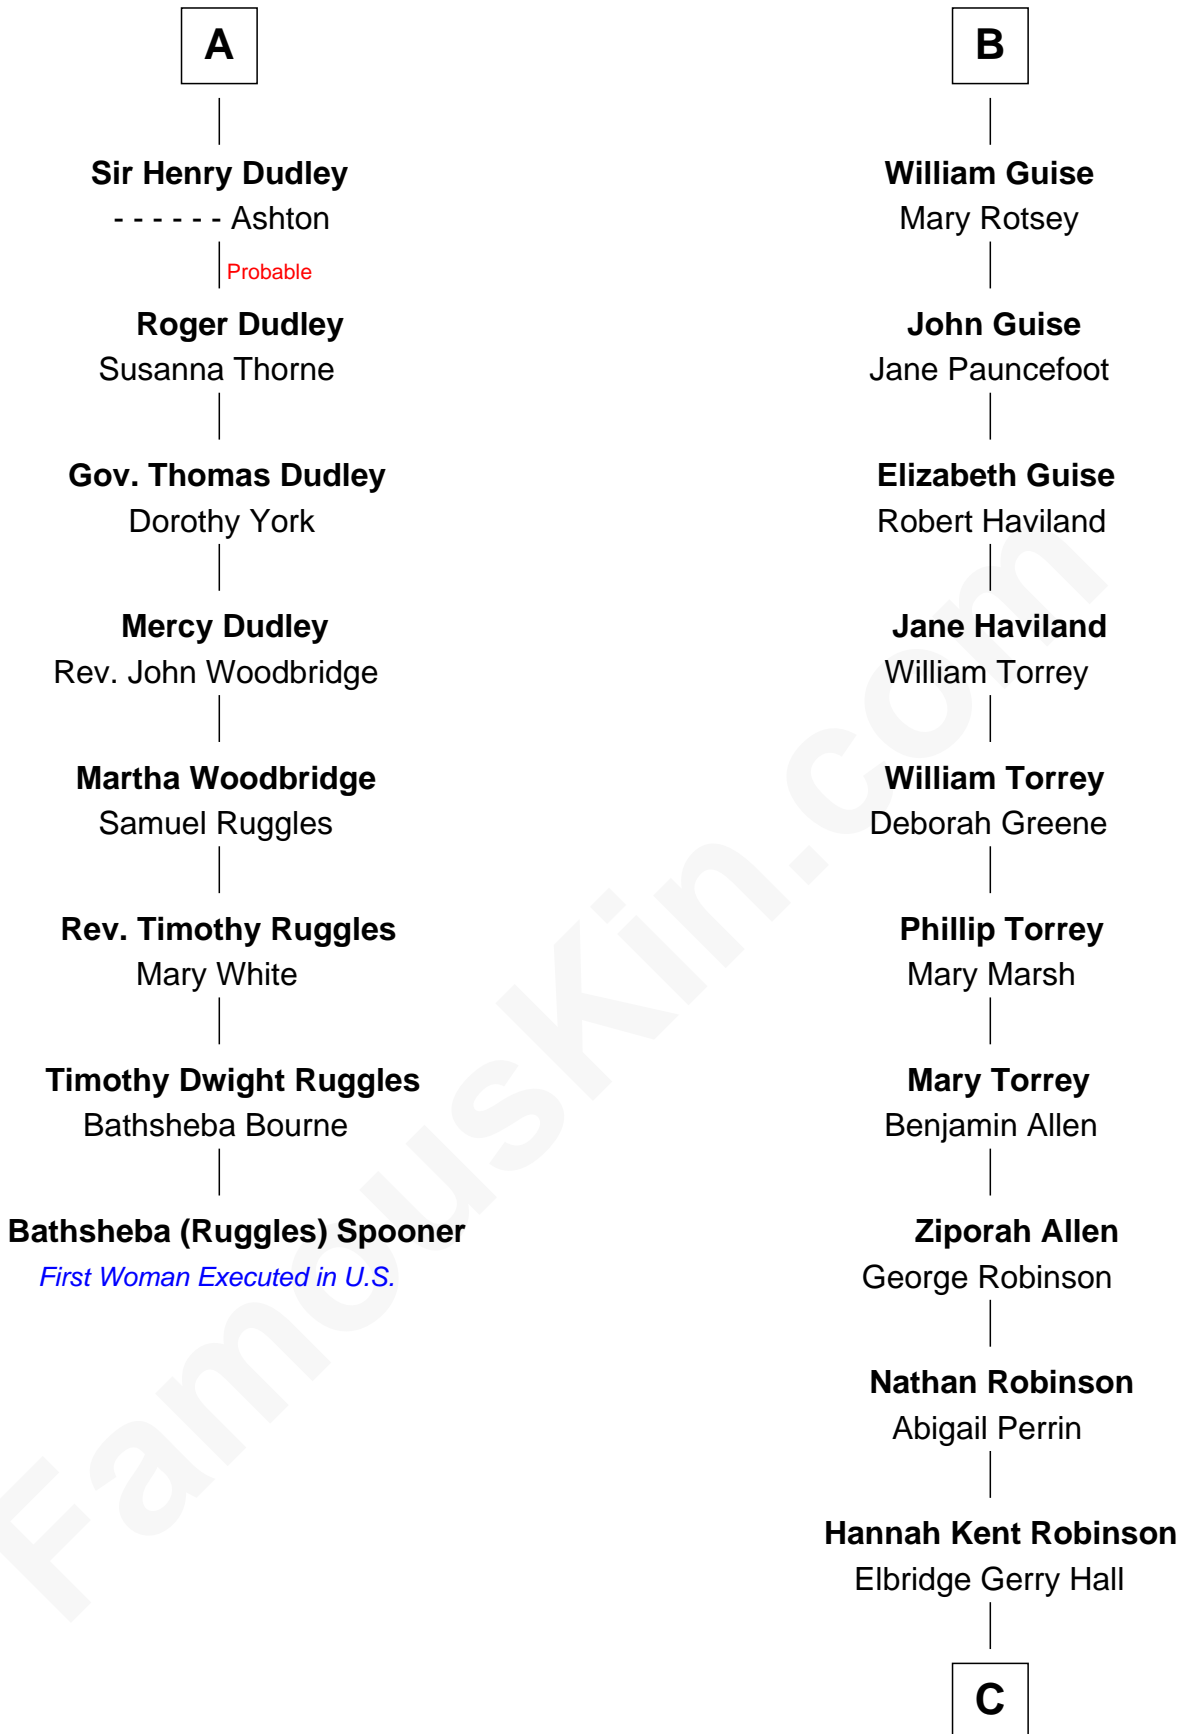 A
Sir Henry Dudley
- - - - - - Ashton
Probable
Roger Dudley
Susanna Thorne
Gov. Thomas Dudley
Dorothy York
Mercy Dudley
Rev. John Woodbridge
Martha Woodbridge
Samuel Ruggles
Rev. Timothy Ruggles
Mary White
Timothy Dwight Ruggles
Bathsheba Bourne
Bathsheba (Ruggles) Spooner
First Woman Executed in U.S.
B
William Guise
Mary Rotsey
John Guise
Jane Pauncefoot
Elizabeth Guise
Robert Haviland
Jane Haviland
William Torrey
William Torrey
Deborah Greene
Phillip Torrey
Mary Marsh
Mary Torrey
Benjamin Allen
Ziporah Allen
George Robinson
Nathan Robinson
Abigail Perrin
Hannah Kent Robinson
Elbridge Gerry Hall
C
FamousKin.com